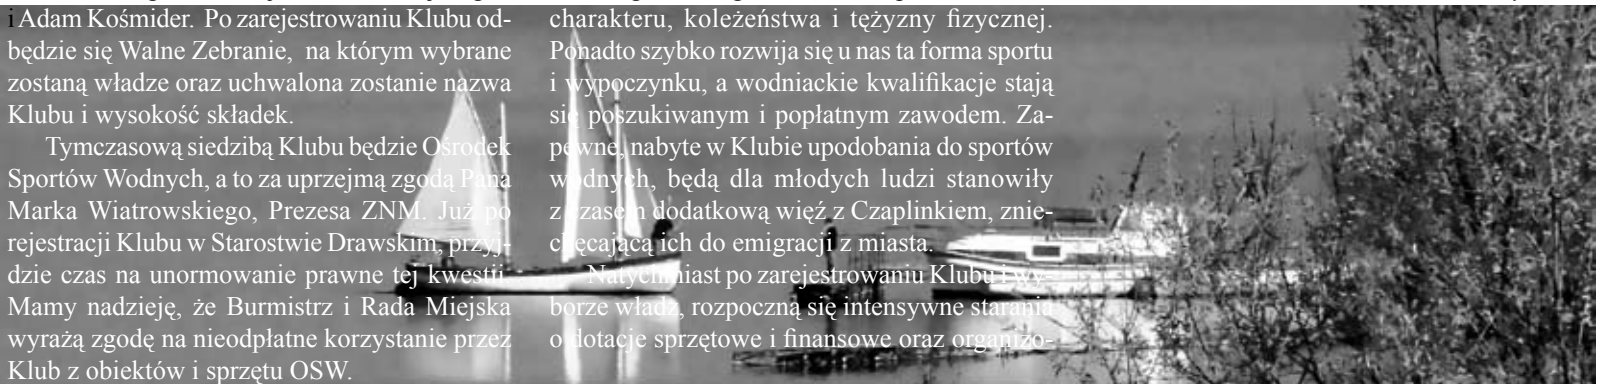 i Adam Kośmider. Po zarejestrowaniu Klubu od-
będzie się Walne Zebranie, na którym wybrane
zostaną władze oraz uchwalona zostanie nazwa
Klubu i wysokość składek.
Tymczasową siedzibą Klubu będzie Ośrodek
Sportów Wodnych, a to za uprzejmą zgodą Pana
Marka Wiatrowskiego, Prezesa ZNM. Już po
rejestracji Klubu w Starostwie Drawskim, przyj-
dzie czas na unormowanie prawne tej kwestii.
Mamy nadzieję, że Burmistrz i Rada Miejska
wyrażą zgodę na nieodpłatne korzystanie przez
Klub z obiektów i sprzętu OSW.
charakteru, koleżeństwa i tężyzny fizycznej.
Ponadto szybko rozwija się u nas ta forma sportu
i wypoczynku, a wodniackie kwalifikacje stają
się poszukiwanym i popłatnym zawodem. Za-
pewne, nabyte w Klubie upodobania do sportów
wodnych, będą dla młodych ludzi stanowiły
z czasem dodatkową więź z Czaplinkiem, znie-
chęcającą ich do emigracji z miasta.
Natychmiast po zarejestrowaniu Klubu i wy-
borze władz, rozpoczną się intensywne starania
o dotacje sprzętowe i finansowe oraz organizo-